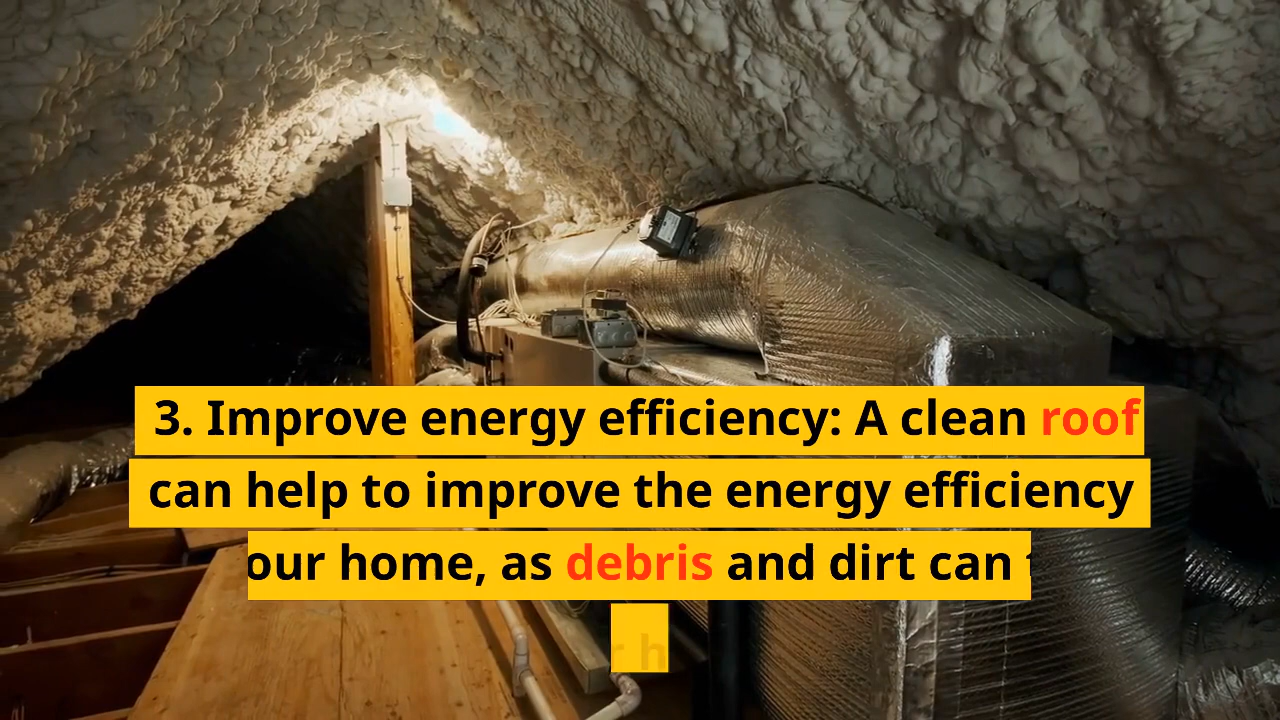 3. Improve energy efficiency: A clean roof
can help to improve the energy efficiency
our home, as debris and dirt can